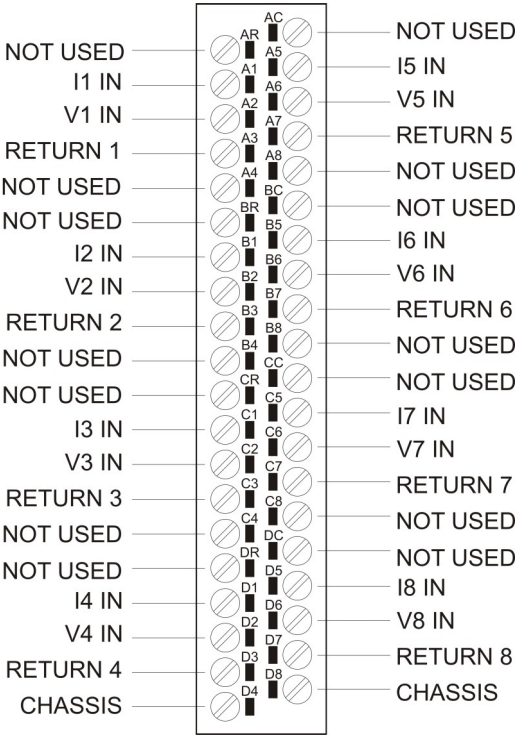 NOT USED AR AC NOT USED
I1 IN A1 A5 I5 IN
V1 IN A2 A6 V5 IN
RETURN 1 A3 A7 RETURN 5
NOT USED A4 A8 NOT USED
NOT USED BR BC NOT USED
I2 IN B1 B5 I6 IN
V2 IN B2 B6 V6 IN
RETURN 2 B3 B7 RETURN 6
NOT USED B4 B8 NOT USED
NOT USED CR CC NOT USED
I3 IN C1 C5 I7 IN
V3 IN C2 C6 V7 IN
RETURN 3 C3 C7 RETURN 7
NOT USED C4 C8 NOT USED
NOT USED DR DC NOT USED
I4 IN D1 D5 I8 IN
V4 IN D2 D6 V8 IN
RETURN 4 D3 D7 RETURN 8
CHASSIS D4 D8 CHASSIS